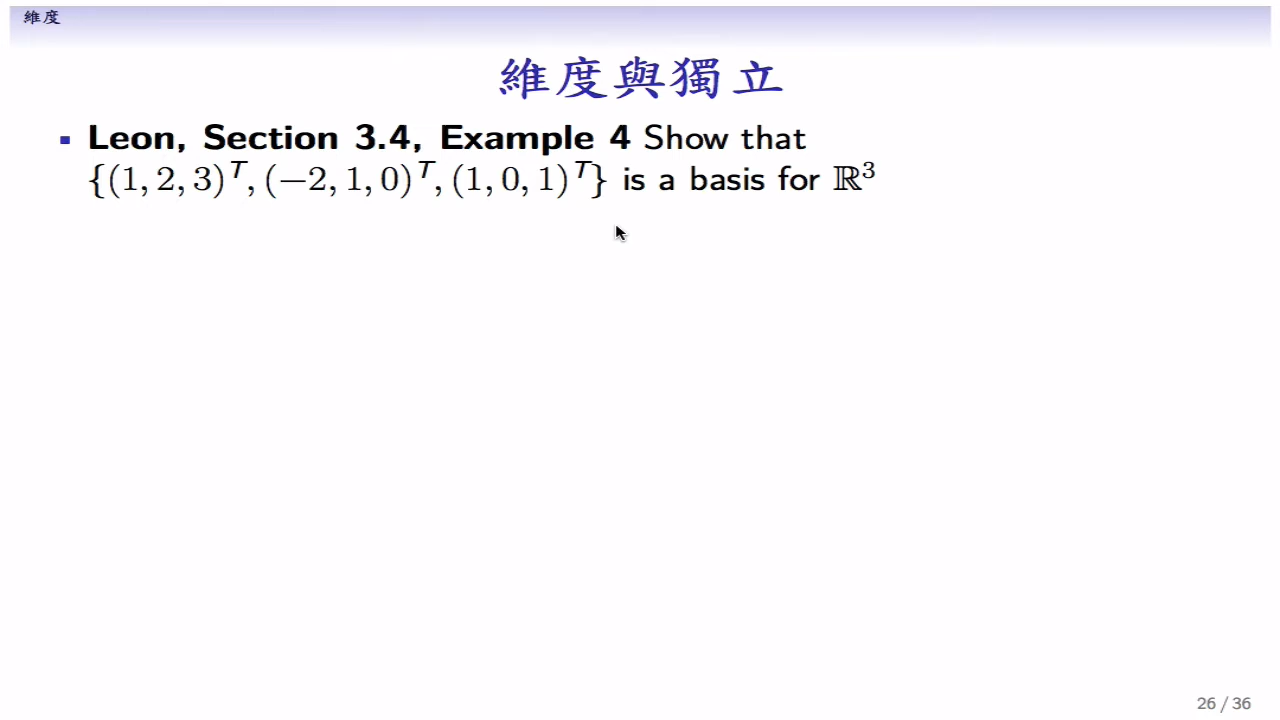 維度
維度與獨立
Leon, Section 3.4, Example 4 Show that
{(1, 2, 3)ᵀ, (−2, 1, 0)ᵀ, (1, 0, 1)ᵀ} is a basis for ℝ³
26 / 36